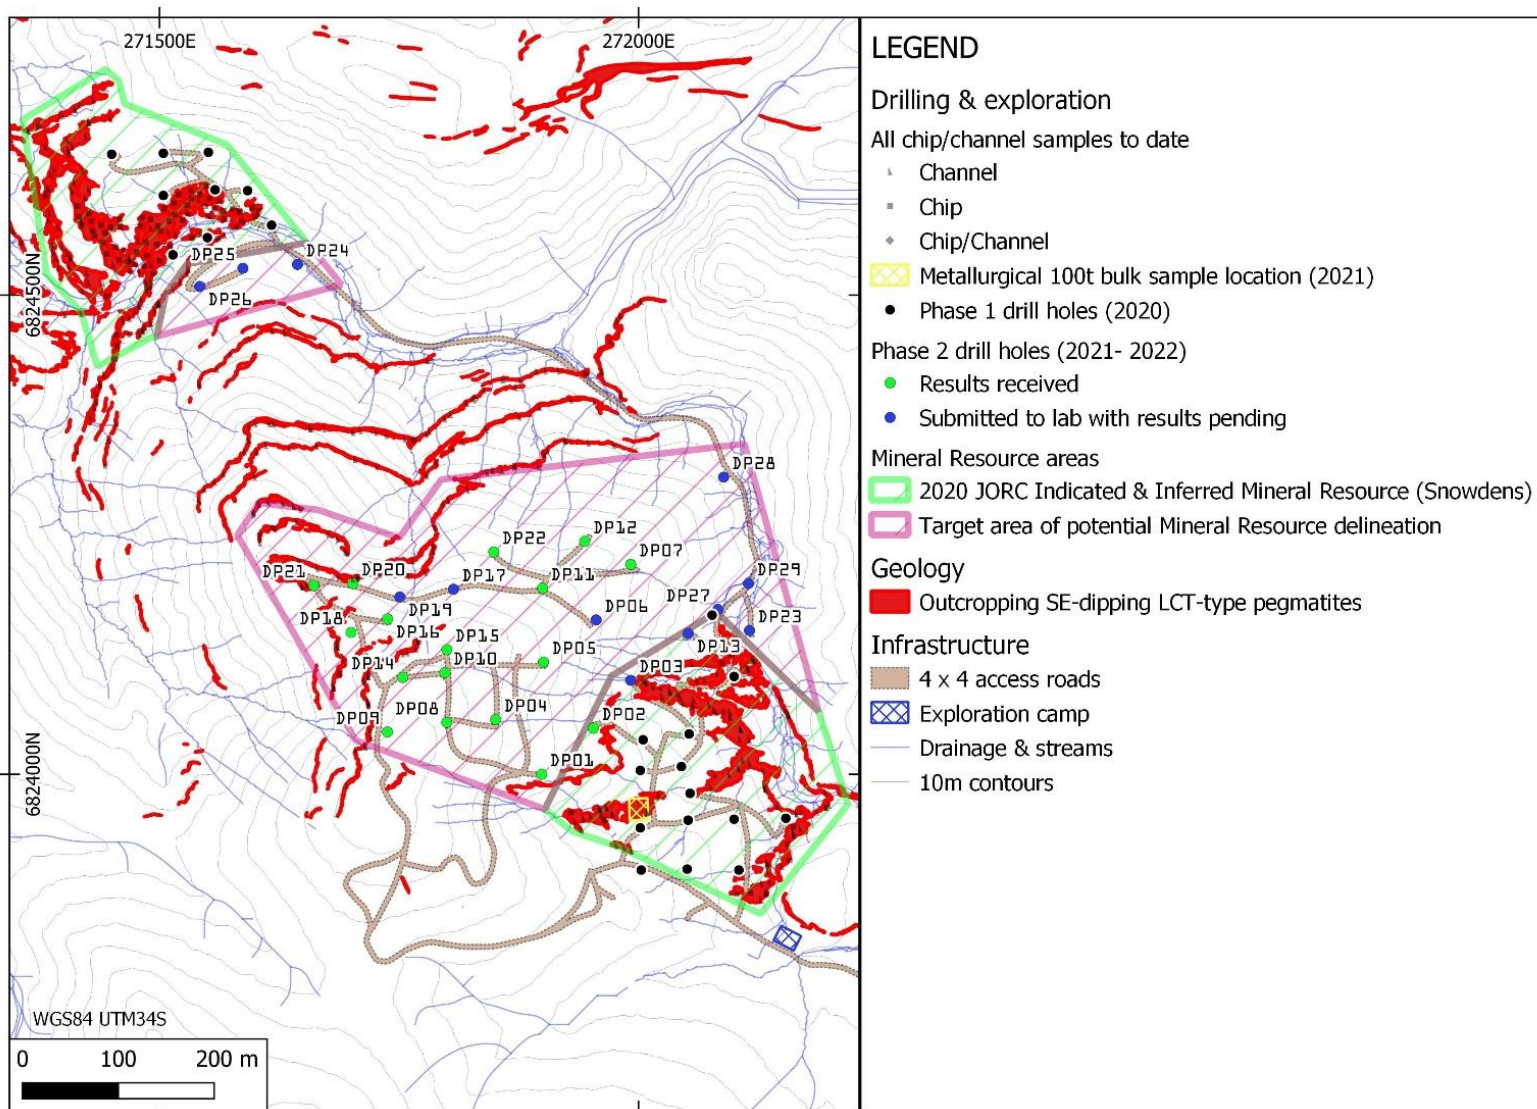 271500E
272000E
6824500N
6824000N
DP25
DP24
DP26
DP28
DP12
DP22
DP07
DP21
DP20
DP17
DP11
DP29
DP27
DP19
DP06
DP18
DP16
DP15
DP23
DP13
DP14
DP10
DP05
DP03
DP09
DP08
DP04
DP02
DP01
WGS84 UTM34S
0 100 200 m
LEGEND
Drilling & exploration
All chip/channel samples to date
Channel
Chip
Chip/Channel
Metallurgical 100t bulk sample location (2021)
Phase 1 drill holes (2020)
Phase 2 drill holes (2021- 2022)
Results received
Submitted to lab with results pending
Mineral Resource areas
2020 JORC Indicated & Inferred Mineral Resource (Snowdens)
Target area of potential Mineral Resource delineation
Geology
Outcropping SE-dipping LCT-type pegmatites
Infrastructure
4 x 4 access roads
Exploration camp
Drainage & streams
10m contours